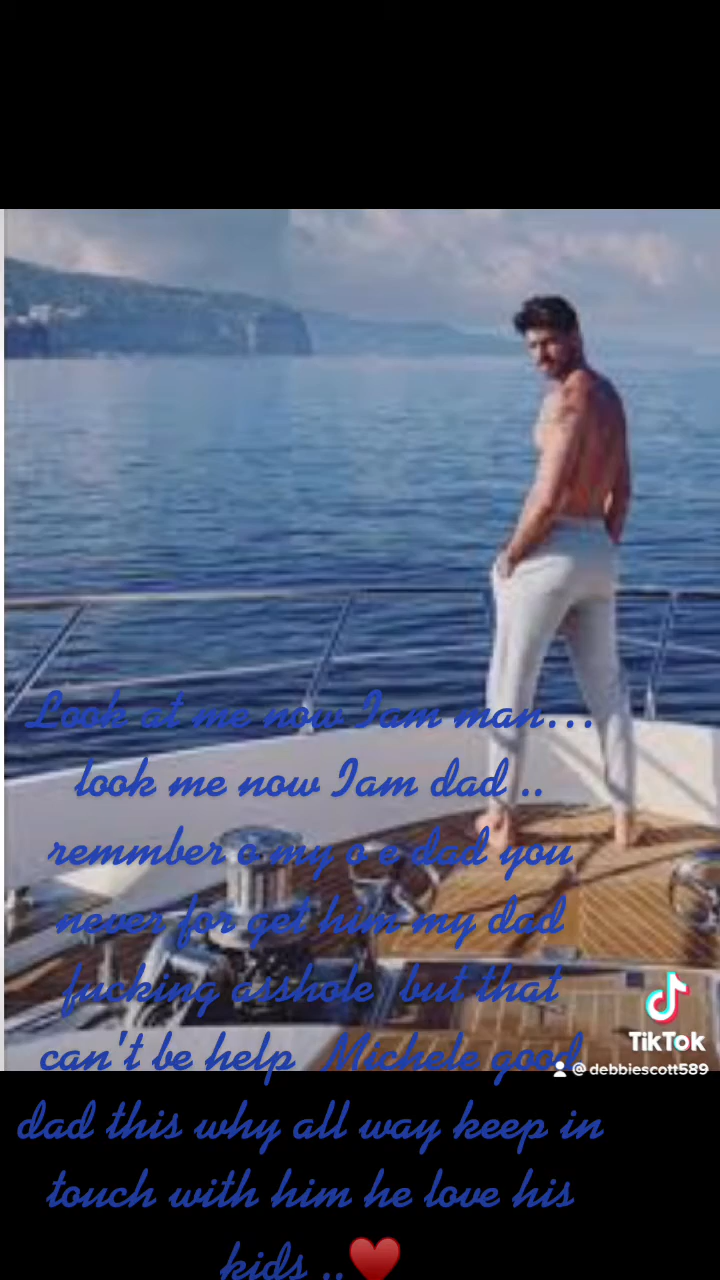 Look at me now Iam man...
look me now Iam dad ..
remmber o my o e dad you
never for get him my dad
fucking asshole but that
can't be help Michele good
dad this why all way keep in
touch with him he love his
kids ..♥️
TikTok
@ debbiescott589